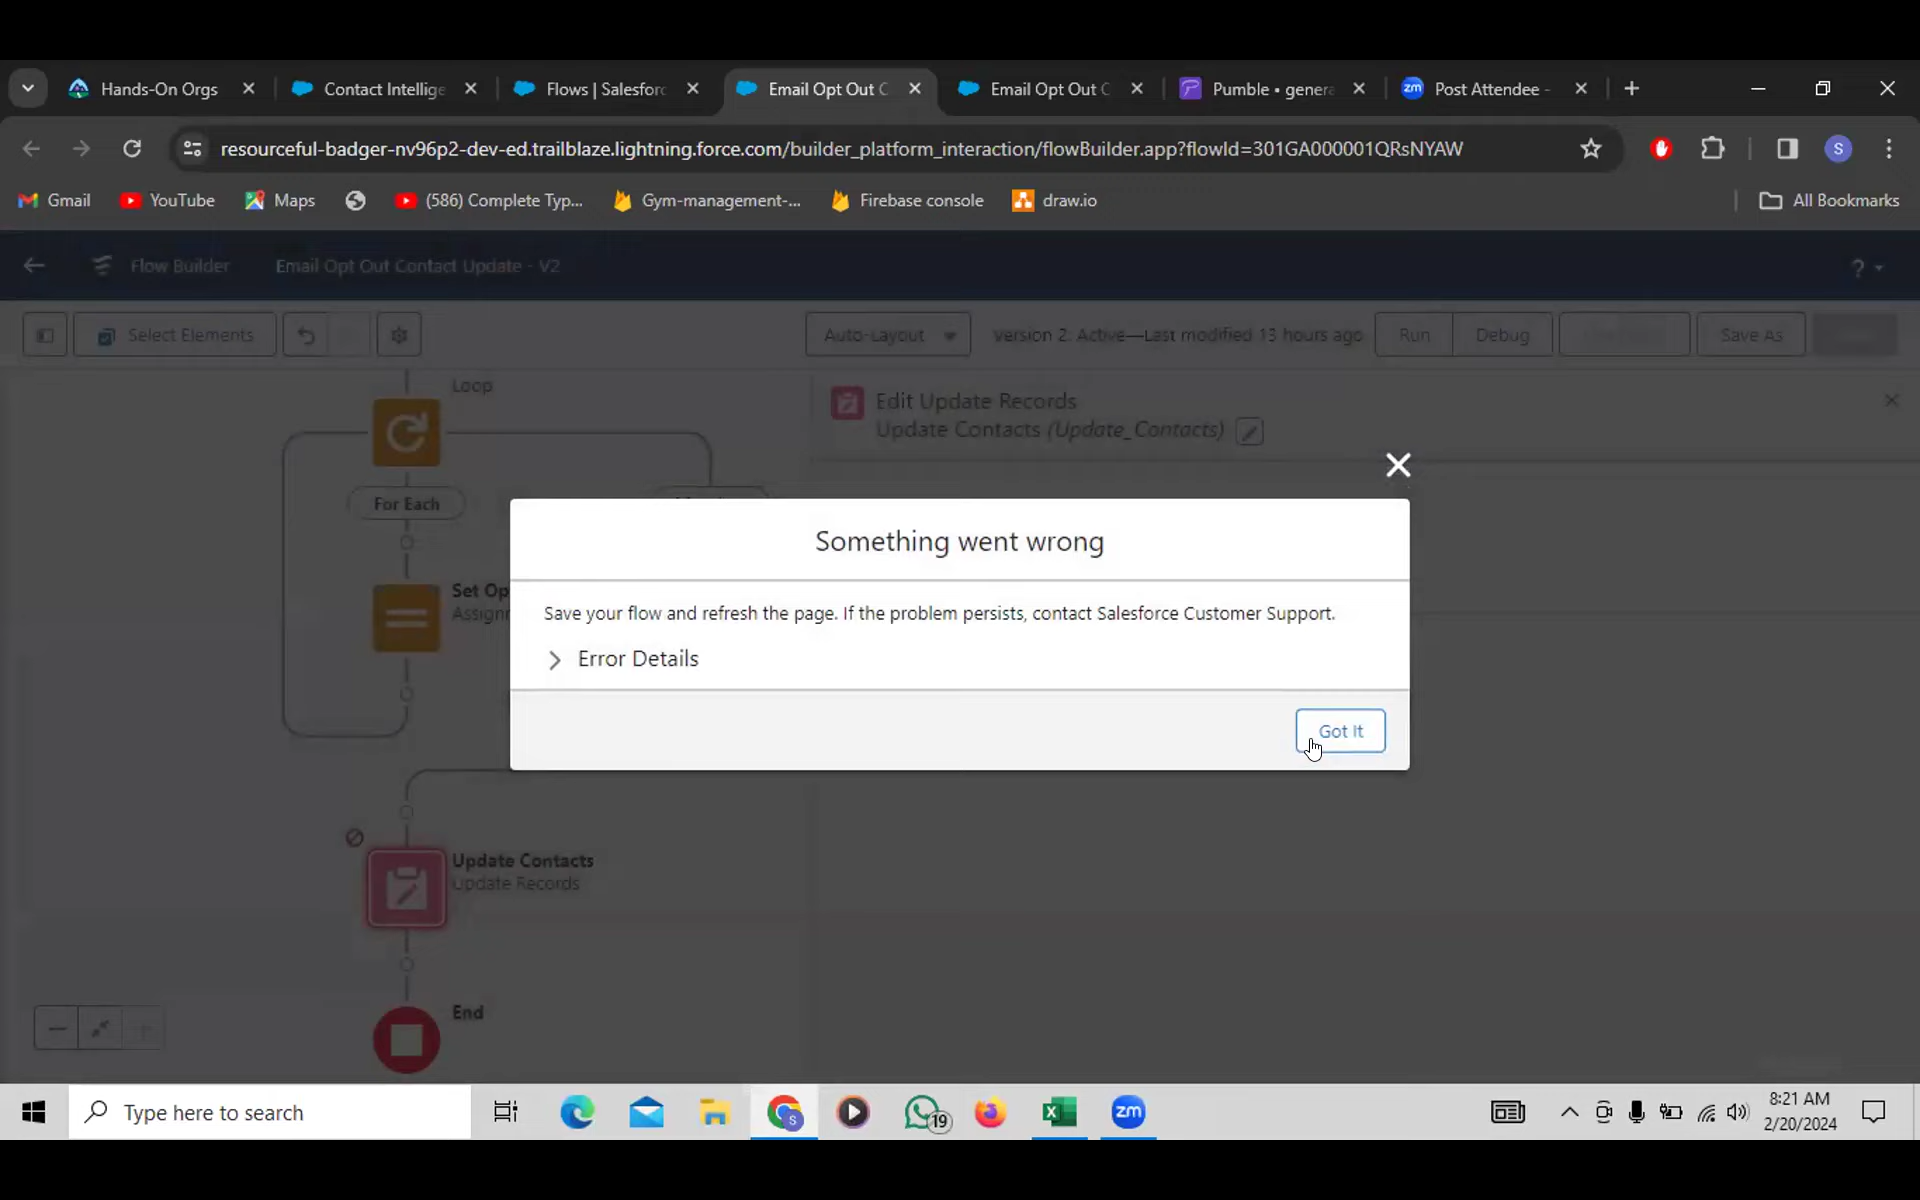 Hands-On Orgs
Contact Intellige
Flows | Salesforc
Email Opt Out C
Email Opt Out C
Pumble • genera
zm
Post Attendee -
resourceful-badger-nv96p2-dev-ed.trailblaze.lightning.force.com/builder_platform_interaction/flowBuilder.app?flowId=301GA000001QRsNYAW
S
Gmail
YouTube
Maps
(586) Complete Typ...
Gym-management-...
Firebase console
draw.io
All Bookmarks
Flow Builder
Email Opt Out Contact Update - V2
?
Select Elements
Auto-Layout
Version 2: Active—Last modified 13 hours ago
Run
Debug
Save As
Loop
Edit Update Records
Update Contacts (Update_Contacts)
For Each
Something went wrong
Set Op
Assignr
Save your flow and refresh the page. If the problem persists, contact Salesforce Customer Support.
Error Details
Got It
Update Contacts
Update Records
End
Type here to search
S
19
zm
8:21 AM
2/20/2024